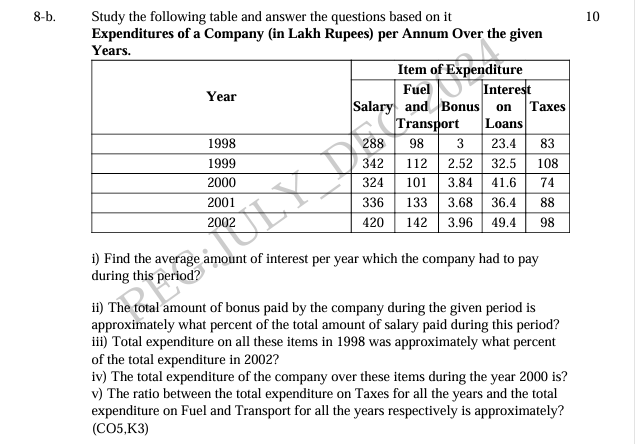 8-b. Study the following table and answer the questions based on it 10
Expenditures of a Company (in Lakh Rupees) per Annum Over the given
Years.
Item of Expenditure
Year Salary Fuel and Transport Bonus Interest on Loans Taxes
1998 288 98 3 23.4 83
1999 342 112 2.52 32.5 108
2000 324 101 3.84 41.6 74
2001 336 133 3.68 36.4 88
2002 420 142 3.96 49.4 98
i) Find the average amount of interest per year which the company had to pay
during this period?
ii) The total amount of bonus paid by the company during the given period is
approximately what percent of the total amount of salary paid during this period?
iii) Total expenditure on all these items in 1998 was approximately what percent
of the total expenditure in 2002?
iv) The total expenditure of the company over these items during the year 2000 is?
v) The ratio between the total expenditure on Taxes for all the years and the total
expenditure on Fuel and Transport for all the years respectively is approximately?
(CO5,K3)
REG:JULY_DEC-2024